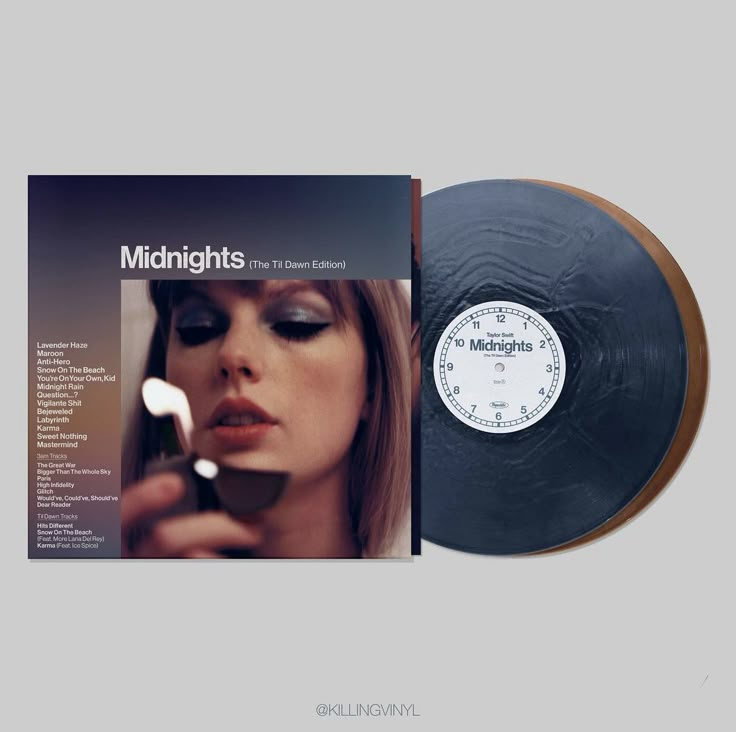 Midnights (The Til Dawn Edition)
Lavender Haze
Maroon
Anti-Hero
Snow On The Beach
You're On Your Own, Kid
Midnight Rain
Question...?
Vigilante Shit
Bejeweled
Labyrinth
Karma
Sweet Nothing
Mastermind
3am Tracks
The Great War
Bigger Than The Whole Sky
Paris
High Infidelity
Glitch
Would've, Could've, Should've
Dear Reader
Til Dawn Tracks
Hits Different
Snow On The Beach
(Feat. More Lana Del Rey)
Karma (Feat. Ice Spice)
12
11 1
Taylor Swift
10 Midnights 2
(The Til Dawn Edition)
9 3
8 4
7 5
6
@KILLINGVINYL